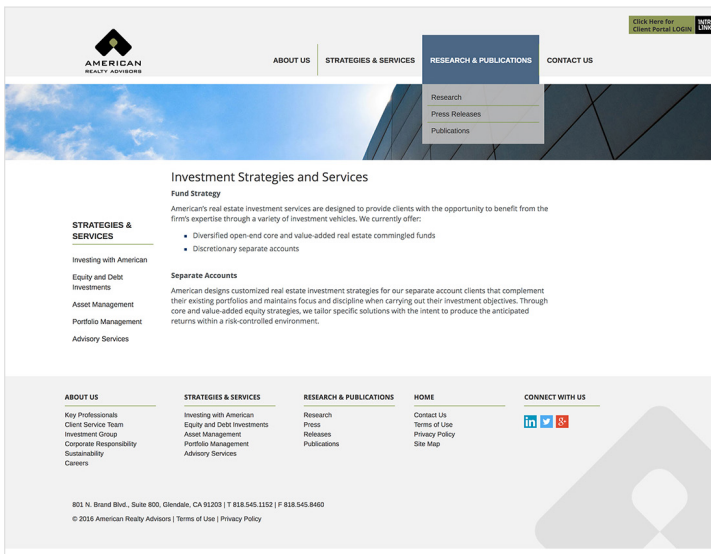 Click Here for
Client Portal LOGIN
AMERICAN
REALTY ADVISORS
ABOUT US
STRATEGIES & SERVICES
RESEARCH & PUBLICATIONS
CONTACT US
Research
Press Releases
Publications
Investment Strategies and Services
Fund Strategy
American's real estate investment services are designed to provide clients with the opportunity to benefit from the
firm's expertise through a variety of investment vehicles. We currently offer:
Diversified open-end core and value-added real estate commingled funds
Discretionary separate accounts
Separate Accounts
American designs customized real estate investment strategies for our separate account clients that complement
their existing portfolios and maintains focus and discipline when carrying out their investment objectives. Through
core and value-added equity strategies, we tailor specific solutions with the intent to produce the anticipated
returns within a risk-controlled environment.
STRATEGIES &
SERVICES
Investing with American
Equity and Debt
Investments
Asset Management
Portfolio Management
Advisory Services
ABOUT US
Key Professionals
Client Service Team
Investment Group
Corporate Responsibility
Sustainability
Careers
STRATEGIES & SERVICES
Investing with American
Equity and Debt Investments
Asset Management
Portfolio Management
Advisory Services
RESEARCH & PUBLICATIONS
Research
Press
Releases
Publications
HOME
Contact Us
Terms of Use
Privacy Policy
Site Map
CONNECT WITH US
in
8+
801 N. Brand Blvd., Suite 800, Glendale, CA 91203 | T 818.545.1152 | F 818.545.8460
© 2016 American Realty Advisors | Terms of Use | Privacy Policy